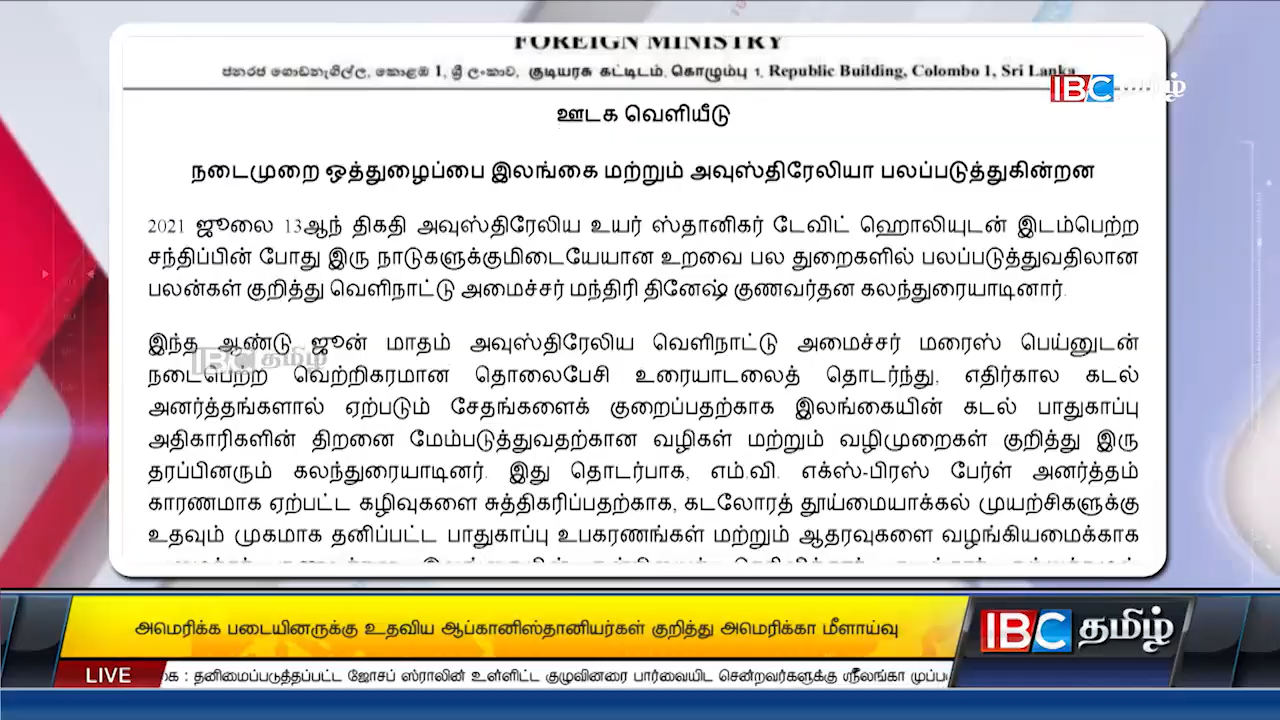 FOREIGN MINISTRY
ජනරජ ගොඩනැගිල්ල, කොළඹ 1, ශ්‍රී ලංකාව, குடியரசு கட்டிடம், கொழும்பு 1, Republic Building, Colombo 1, Sri Lanka
IBC தமிழ்
ஊடக வெளியீடு
நடைமுறை ஒத்துழைப்பை இலங்கை மற்றும் அவுஸ்திரேலியா பலப்படுத்துகின்றன
2021 ஜூலை 13ஆந் திகதி அவுஸ்திரேலிய உயர் ஸ்தானிகர் டேவிட் ஹொலியுடன் இடம்பெற்ற
சந்திப்பின் போது இரு நாடுகளுக்குமிடையேயான உறவை பல துறைகளில் பலப்படுத்துவதிலான
பலன்கள் குறித்து வெளிநாட்டு அமைச்சர் மந்திரி தினேஷ் குணவர்தன கலந்துரையாடினார்.
இந்த ஆண்டு ஜூன் மாதம் அவுஸ்திரேலிய வெளிநாட்டு அமைச்சர் மரைஸ் பெய்னுடன்
IBC தமிழ்
நடைபெற்ற வெற்றிகரமான தொலைபேசி உரையாடலைத் தொடர்ந்து, எதிர்கால கடல்
அனர்த்தங்களால் ஏற்படும் சேதங்களைக் குறைப்பதற்காக இலங்கையின் கடல் பாதுகாப்பு
அதிகாரிகளின் திறனை மேம்படுத்துவதற்கான வழிகள் மற்றும் வழிமுறைகள் குறித்து இரு
தரப்பினரும் கலந்துரையாடினர். இது தொடர்பாக, எம்.வி. எக்ஸ்-பிரஸ் பேர்ள் அனர்த்தம்
காரணமாக ஏற்பட்ட கழிவுகளை சுத்திகரிப்பதற்காக, கடலோரத் தூய்மையாக்கல் முயற்சிகளுக்கு
உதவும் முகமாக தனிப்பட்ட பாதுகாப்பு உபகரணங்கள் மற்றும் ஆதரவுகளை வழங்கியமைக்காக
அமெரிக்க படையினருக்கு உதவிய ஆப்கானிஸ்தானியர்கள் குறித்து அமெரிக்கா மீளாய்வு
IBC தமிழ்
LIVE
: தனிமைப்படுத்தப்பட்ட ஜோசப் ஸ்ராலின் உள்ளிட்ட குழுவினரை பார்வையிட சென்றவர்களுக்கு ஸ்ரீலங்கா முப்ப